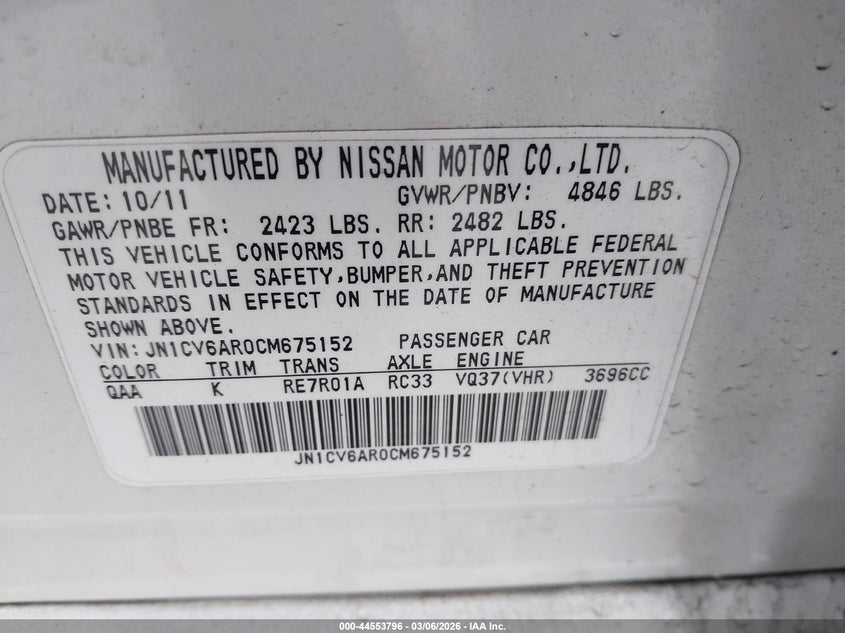 MANUFACTURED BY NISSAN MOTOR CO.,LTD.
DATE: 10/11 GVWR/PNBV: 4846 LBS.
GAWR/PNBE FR: 2423 LBS. RR: 2482 LBS.
THIS VEHICLE CONFORMS TO ALL APPLICABLE FEDERAL
MOTOR VEHICLE SAFETY,BUMPER,AND THEFT PREVENTION
STANDARDS IN EFFECT ON THE DATE OF MANUFACTURE
SHOWN ABOVE.
VIN: JN1CV6AR0CM675152 PASSENGER CAR
COLOR TRIM TRANS AXLE ENGINE
QAA K RE7R01A RC33 VQ37(VHR) 3696CC
JN1CV6AR0CM675152
000-44553796 - 03/06/2026 - IAA Inc.